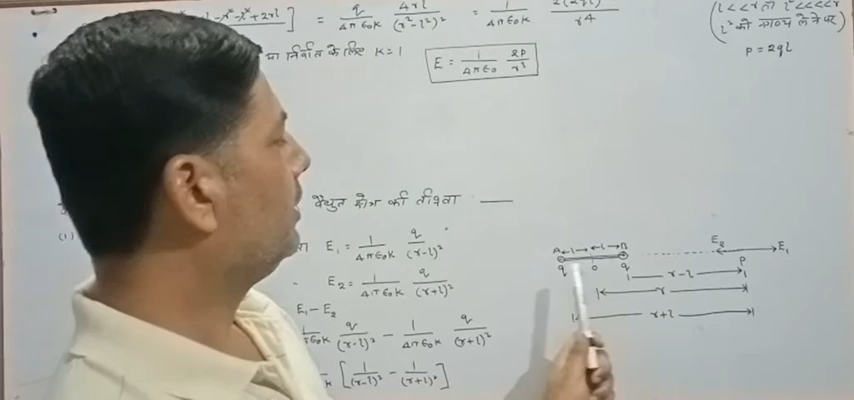 - r² - l² + 2rl ] = q/4πε₀K 4rl/(r²-l²)² = 1/4πε₀K 2(2ql)/r⁴
l² को नगण्य लेने पर)
P = 2ql
या निर्वात के लिए K = 1 E = 1/4πε₀ 2P/r³
वैद्युत क्षेत्र की तीव्रता —
(1) E₁ = 1/4πε₀K q/(r-l)²
E₂ = 1/4πε₀K q/(r+l)²
E₁ - E₂
q/(r-l)² - 1/4πε₀K q/(r+l)²
[ 1/(r-l)² - 1/(r+l)² ]
A l l B E₂ E₁
q O q P
r-l
r
r+l